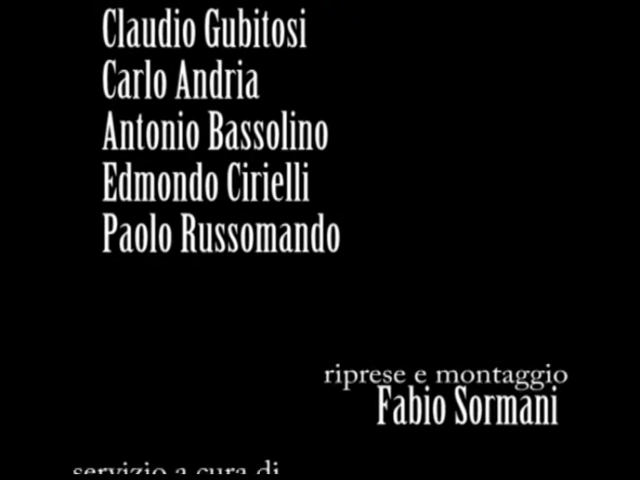 Claudio Gubitosi
Carlo Andria
Antonio Bassolino
Edmondo Cirielli
Paolo Russomando
riprese e montaggio
Fabio Sormani
servizio a cura di